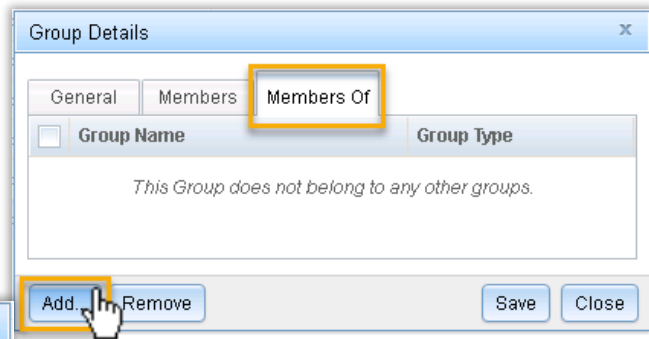 Group Details x
General Members Members Of
Group Name Group Type
This Group does not belong to any other groups.
Add... Remove Save Close